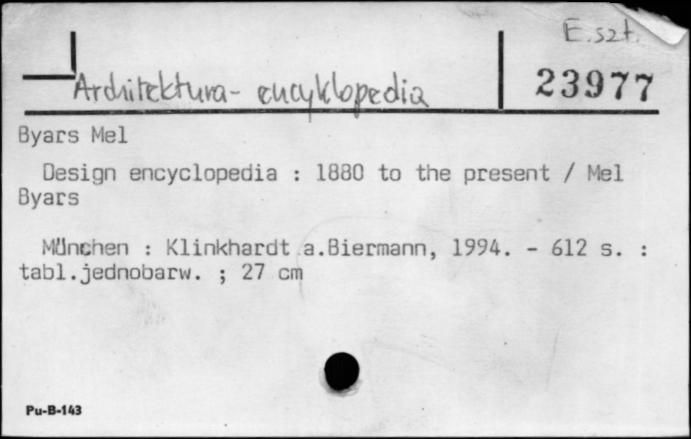 E.szt.
Architektura - encyklopedia
23977
Byars Mel
Design encyclopedia : 1880 to the present / Mel
Byars
München : Klinkhardt a.Biermann, 1994. - 612 s. :
tabl.jednobarw. ; 27 cm
Pu-B-143